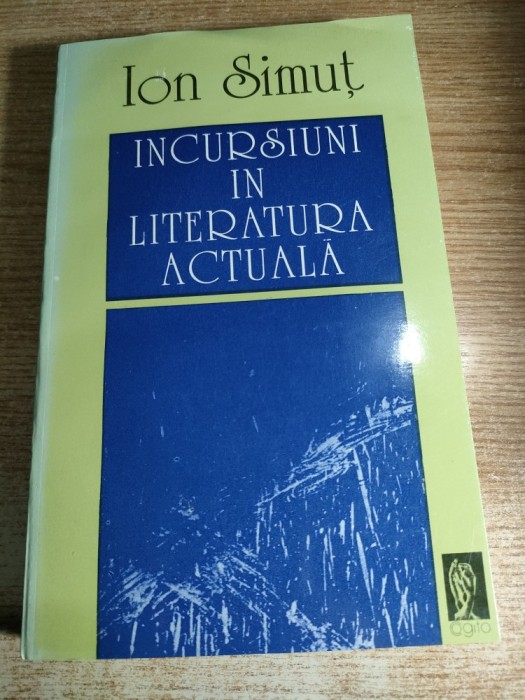 Ion Simuț
INCURSIUNI
IN
LITERATURA
ACTUALĂ
Cogito